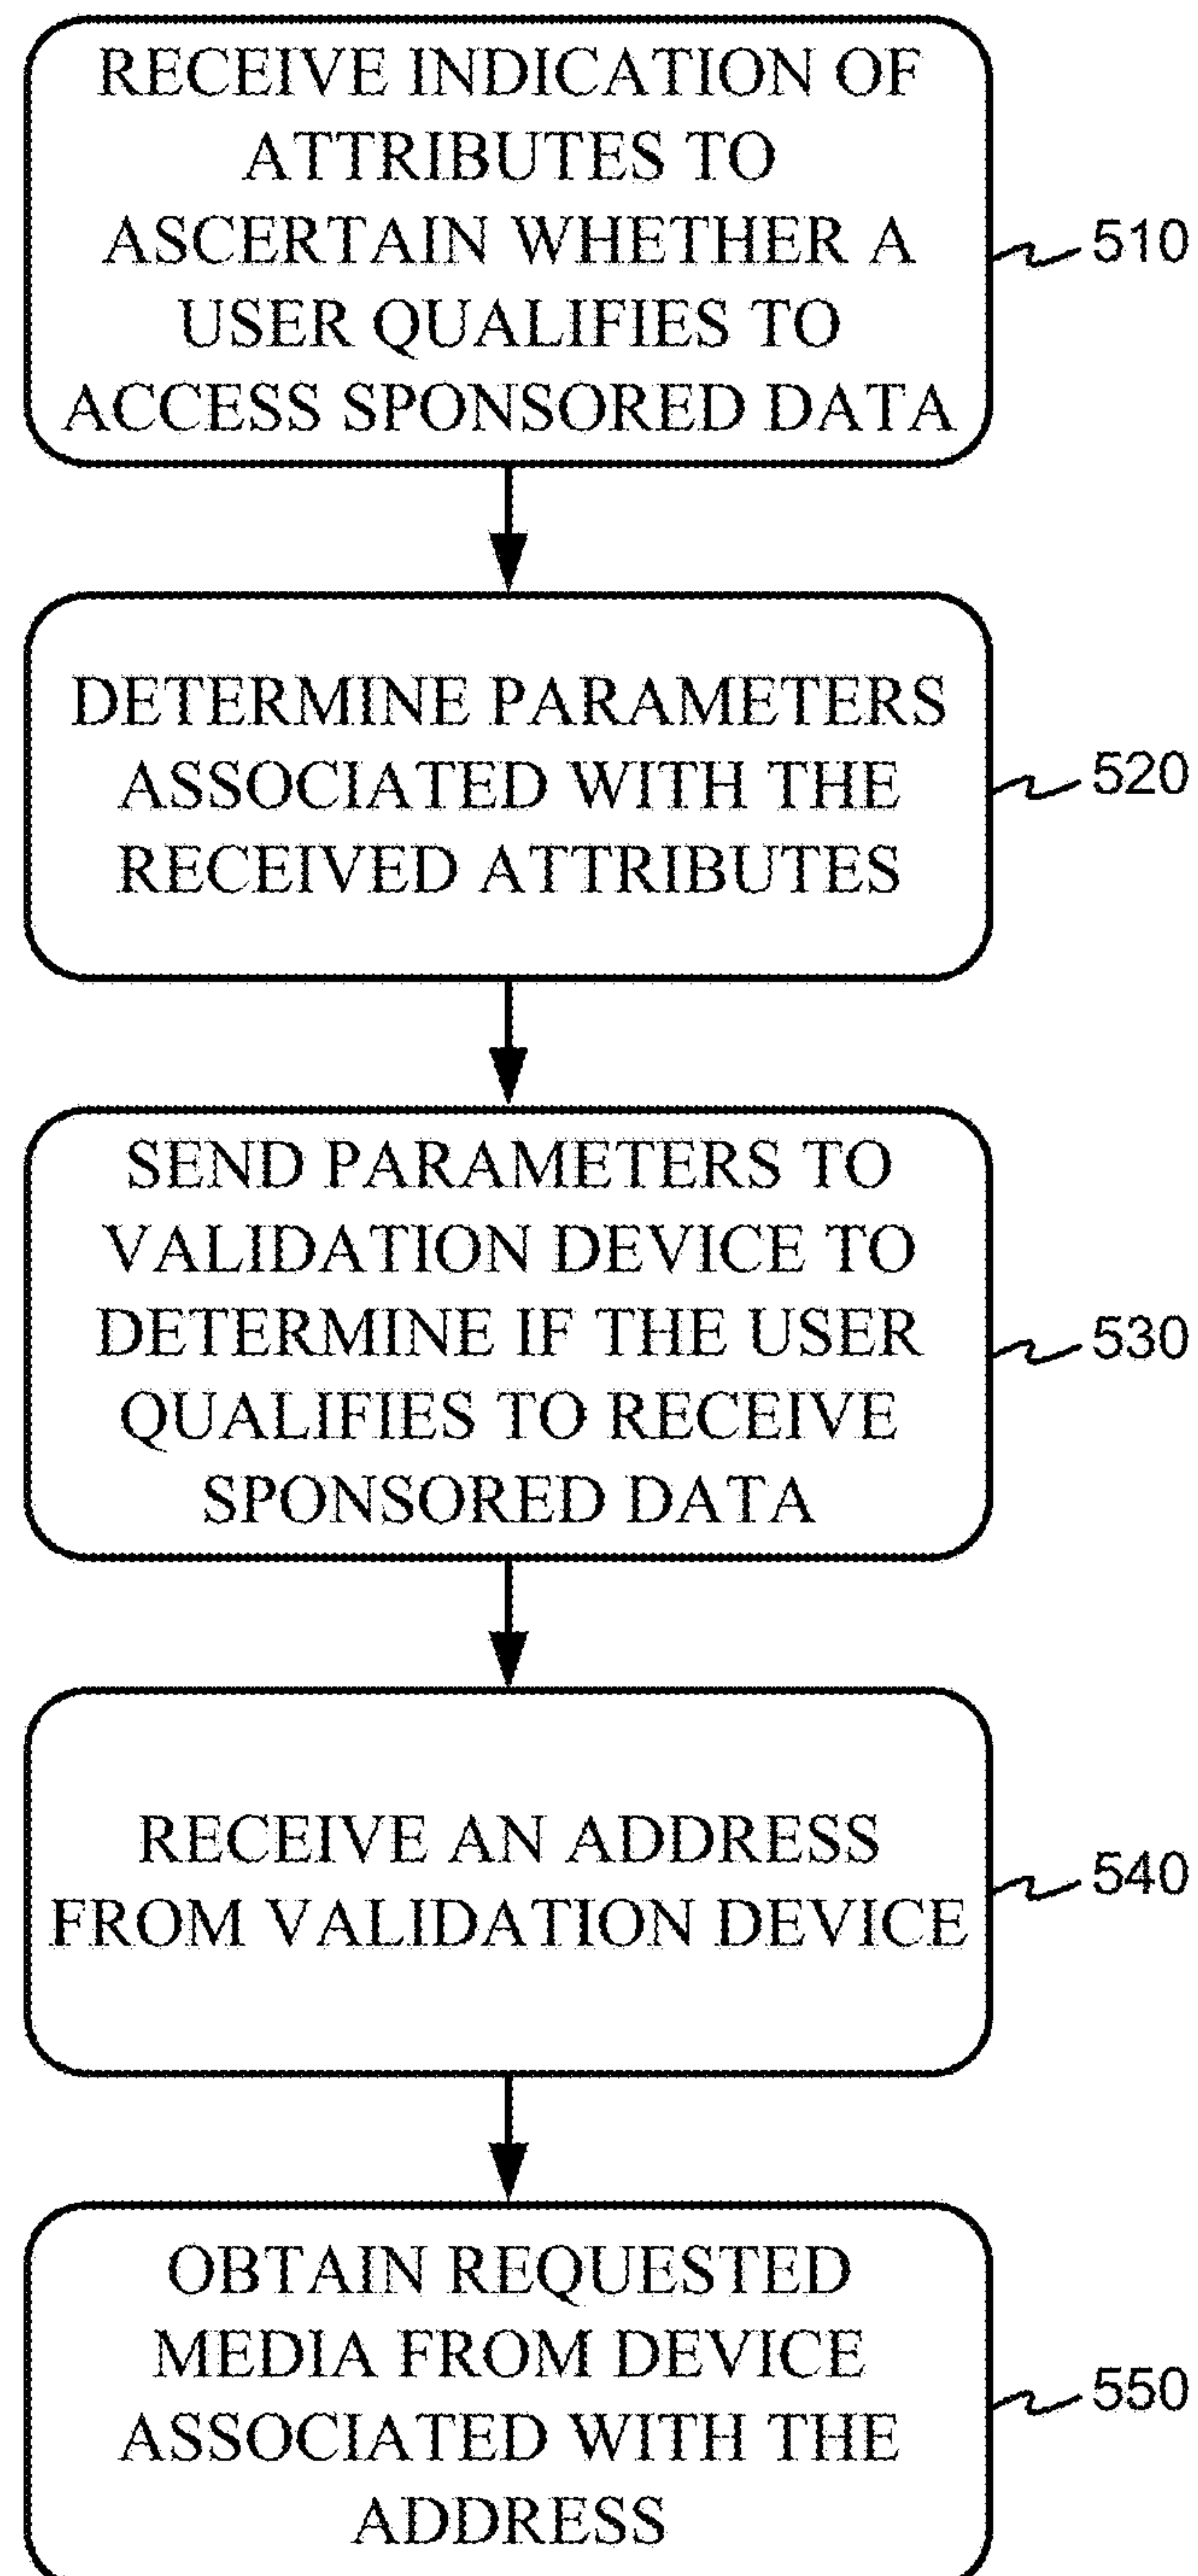 RECEIVE INDICATION OF
ATTRIBUTES TO
ASCERTAIN WHETHER A
USER QUALIFIES TO
ACCESS SPONSORED DATA
510
DETERMINE PARAMETERS
ASSOCIATED WITH THE
RECEIVED ATTRIBUTES
520
SEND PARAMETERS TO
VALIDATION DEVICE TO
DETERMINE IF THE USER
QUALIFIES TO RECEIVE
SPONSORED DATA
530
RECEIVE AN ADDRESS
FROM VALIDATION DEVICE
540
OBTAIN REQUESTED
MEDIA FROM DEVICE
ASSOCIATED WITH THE
ADDRESS
550